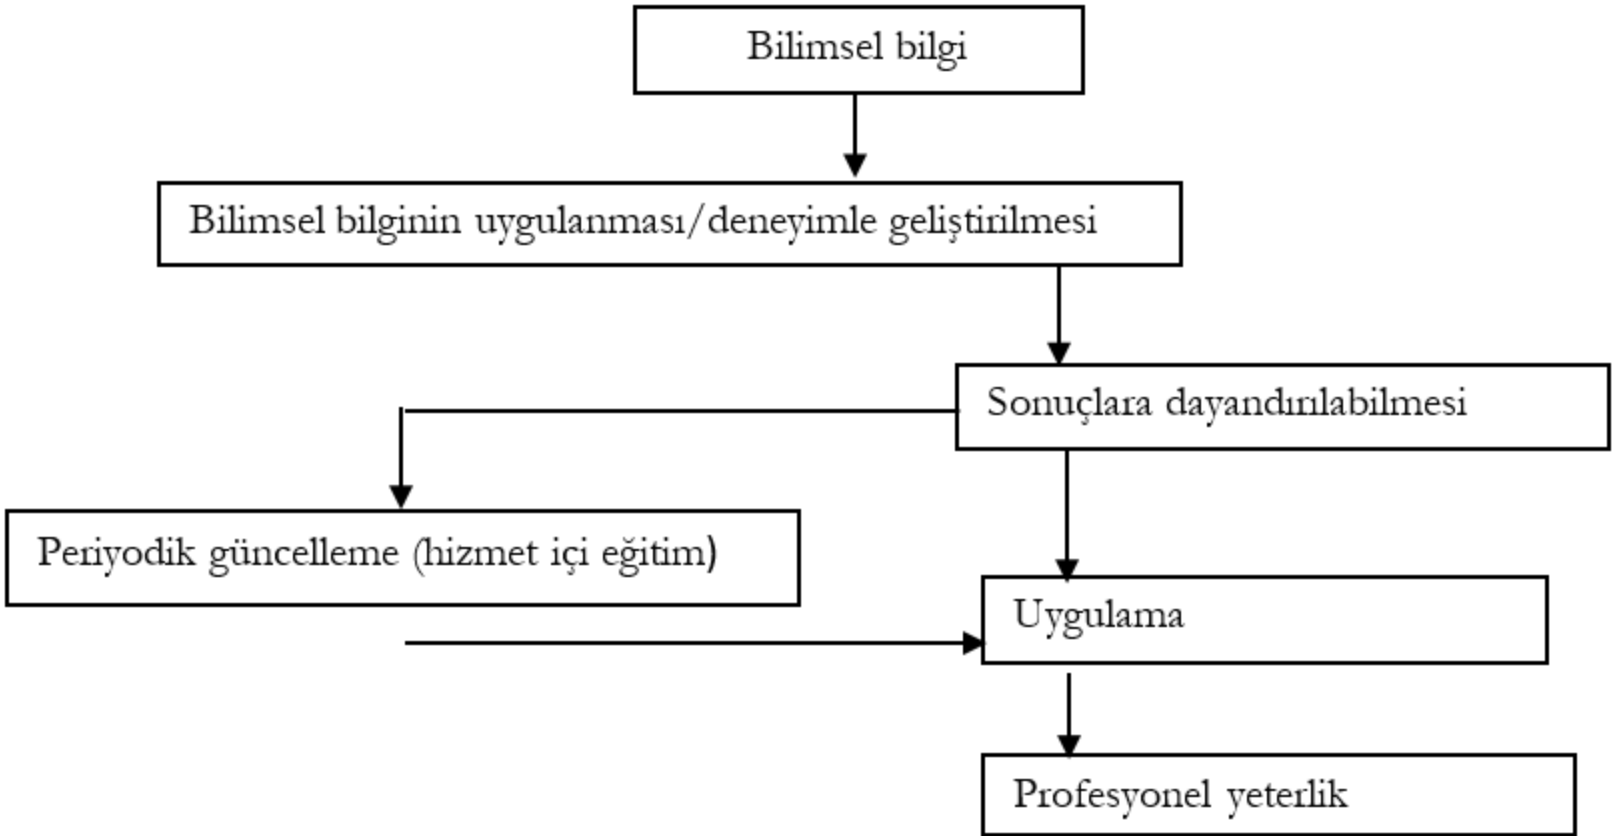 Bilimsel bilgi
Bilimsel bilginin uygulanması/deneyimle geliştirilmesi
Sonuçlara dayandırılabilmesi
Periyodik güncelleme (hizmet içi eğitim)
Uygulama
Profesyonel yeterlik